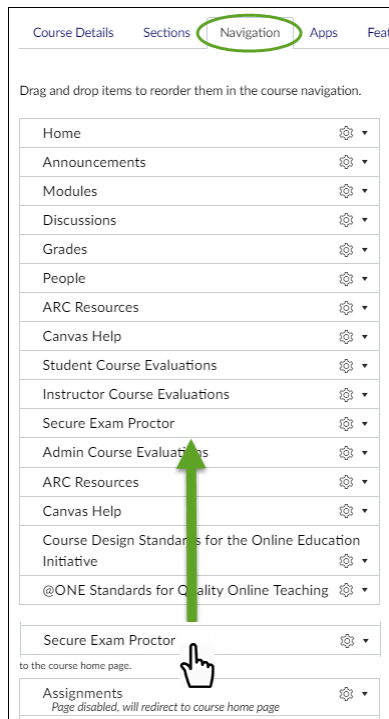 Course Details Sections Navigation Apps Feat
Drag and drop items to reorder them in the course navigation.
Home
Announcements
Modules
Discussions
Grades
People
ARC Resources
Canvas Help
Student Course Evaluations
Instructor Course Evaluations
Secure Exam Proctor
Admin Course Evaluations
ARC Resources
Canvas Help
Course Design Standards for the Online Education
Initiative
@ONE Standards for Quality Online Teaching
Secure Exam Proctor
to the course home page.
Assignments
Page disabled, will redirect to course home page